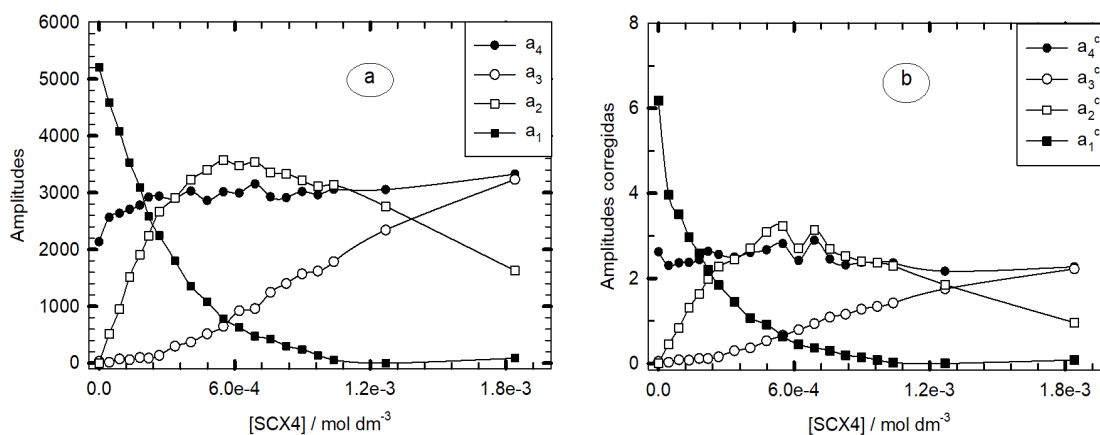 6000
5000
4000
3000
2000
1000
0
Amplitudes
a
a4
a3
a2
a1
0.0 6.0e-4 1.2e-3 1.8e-3
[SCX4] / mol dm-3
8
6
4
2
0
Amplitudes corregidas
b
a4c
a3c
a2c
a1c
0.0 6.0e-4 1.2e-3 1.8e-3
[SCX4] / mol dm-3